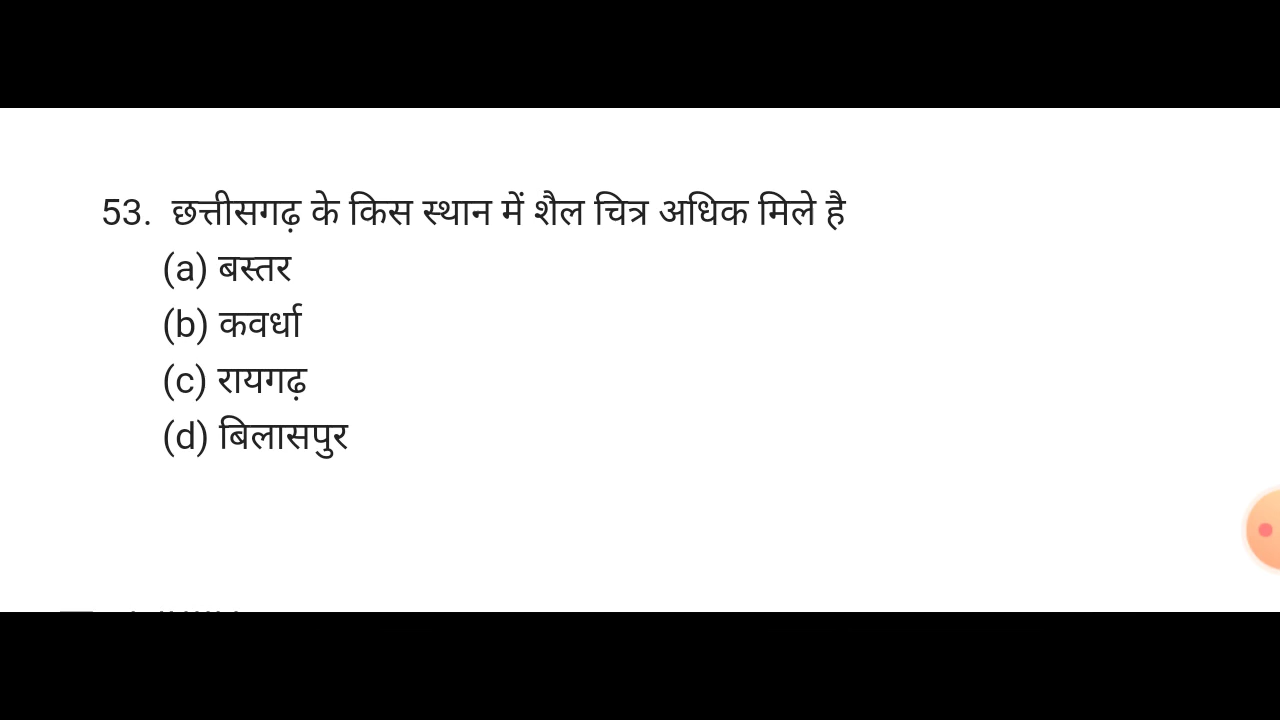 53. छत्तीसगढ़ के किस स्थान में शैल चित्र अधिक मिले है
(a) बस्तर
(b) कवर्धा
(c) रायगढ़
(d) बिलासपुर